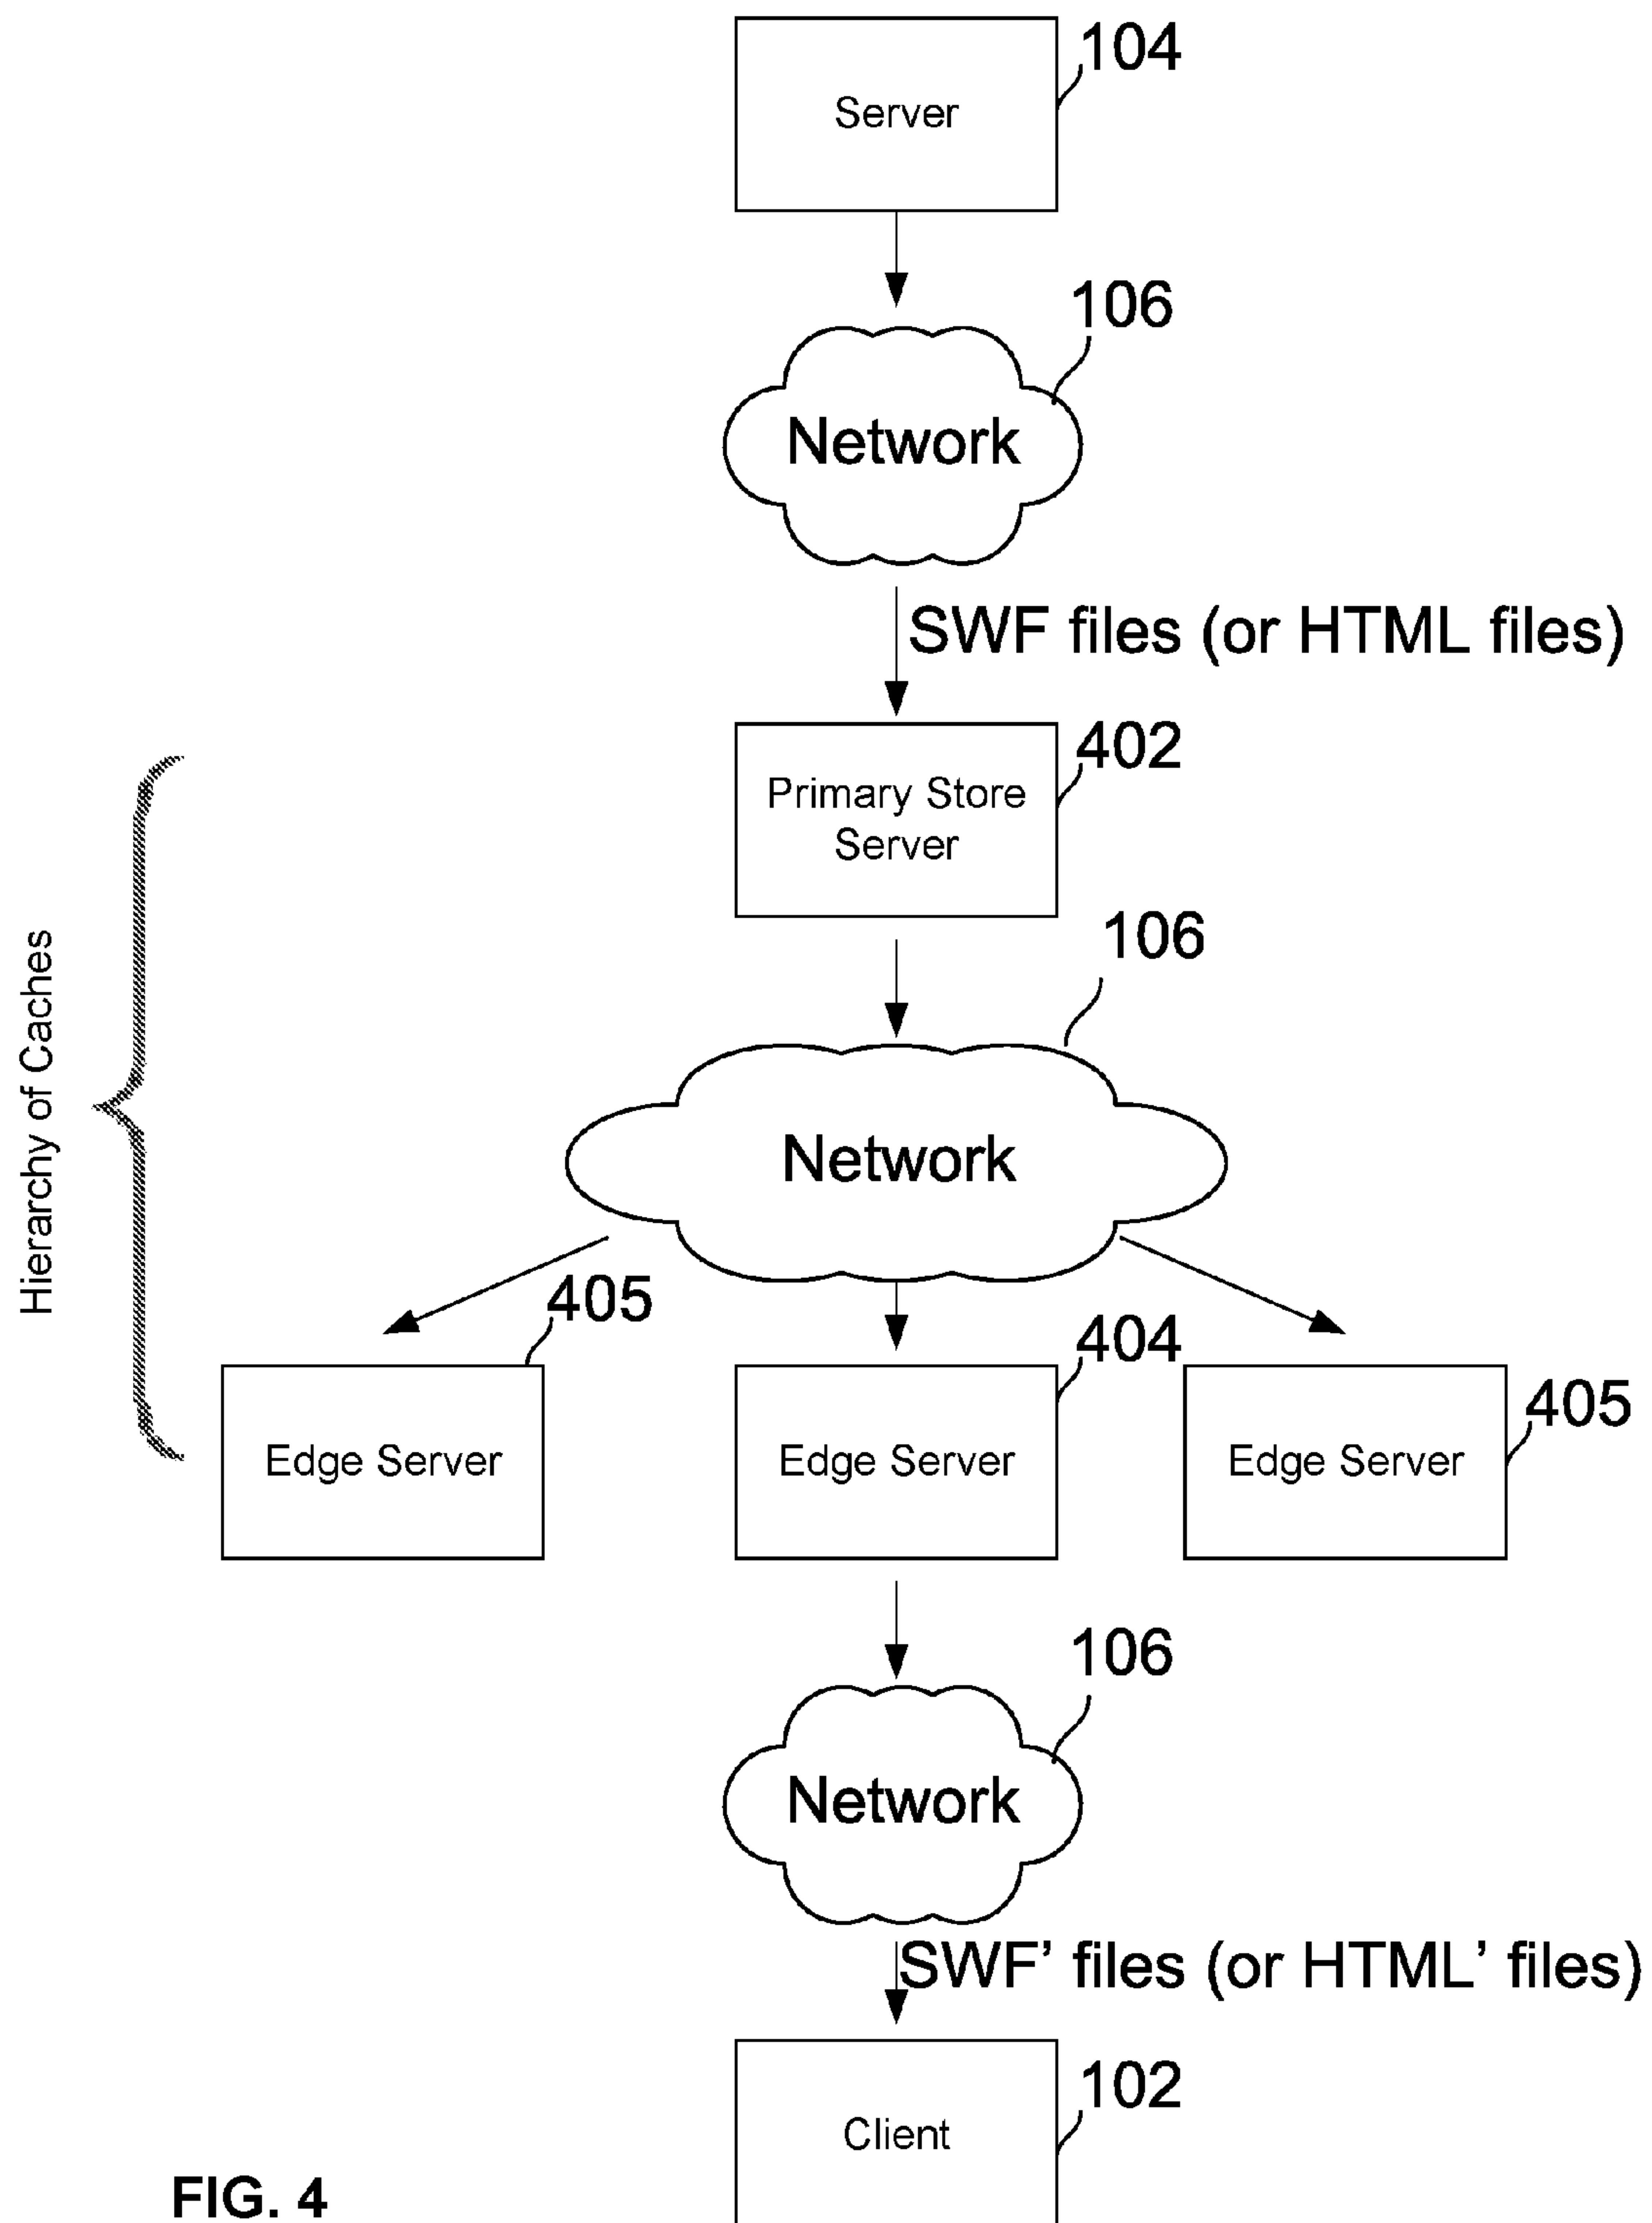 104
Server
106
Network
SWF files (or HTML files)
402
Primary Store
Server
106
Hierarchy of Caches
Network
405
404
405
Edge Server
Edge Server
Edge Server
106
Network
SWF’ files (or HTML’ files)
102
Client
FIG. 4